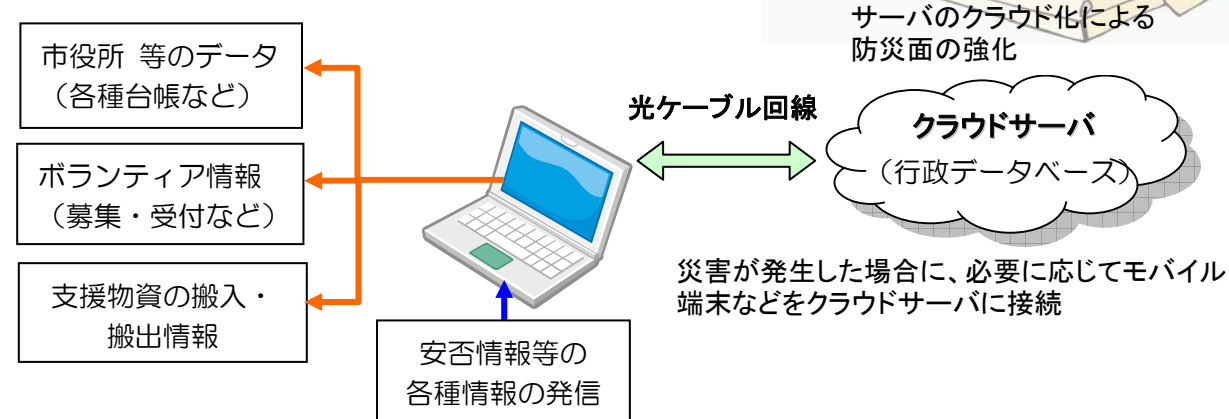 サーバのクラウド化による
防災面の強化
市役所 等のデータ
（各種台帳など）
光ケーブル回線
クラウドサーバ
（行政データベース）
ボランティア情報
（募集・受付など）
災害が発生した場合に、必要に応じてモバイル
端末などをクラウドサーバに接続
支援物資の搬入・
搬出情報
安否情報等の
各種情報の発信